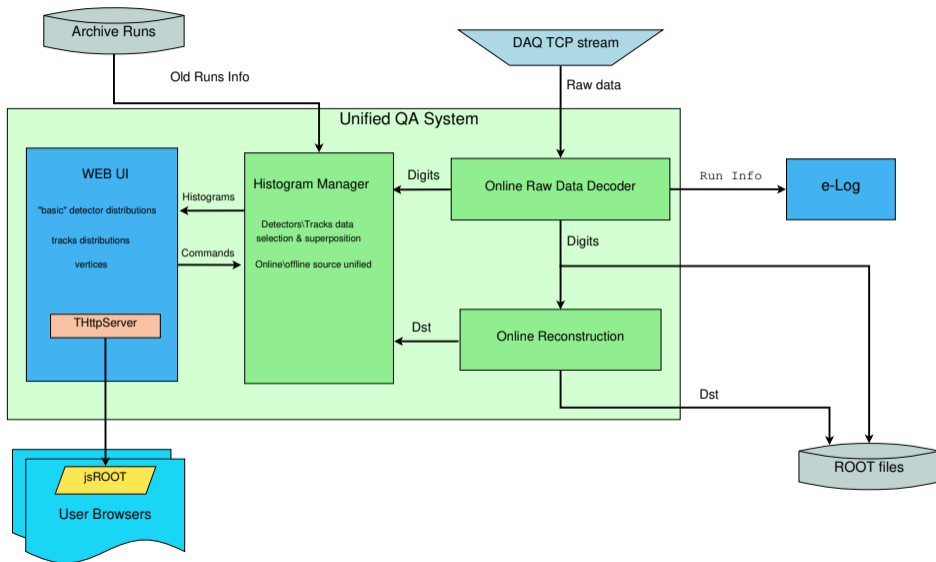 Archive Runs
DAQ TCP stream
Old Runs Info
Raw data
Unified QA System
WEB UI
"basic" detector distributions
tracks distributions
vertices
THttpServer
Histograms
Commands
Histogram Manager
Detectors\Tracks data
selection & superposition
Online\offline source unified
Digits
Online Raw Data Decoder
Run Info
e-Log
Digits
Dst
Online Reconstruction
Dst
ROOT files
jsROOT
User Browsers